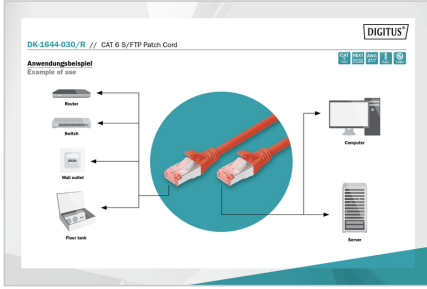 DIGITUS®
DK-1644-030/R // CAT 6 S/FTP Patch Cord
Anwendungsbeispiel
Example of use
Router
Switch
Wall outlet
Floor tank
Computer
Server